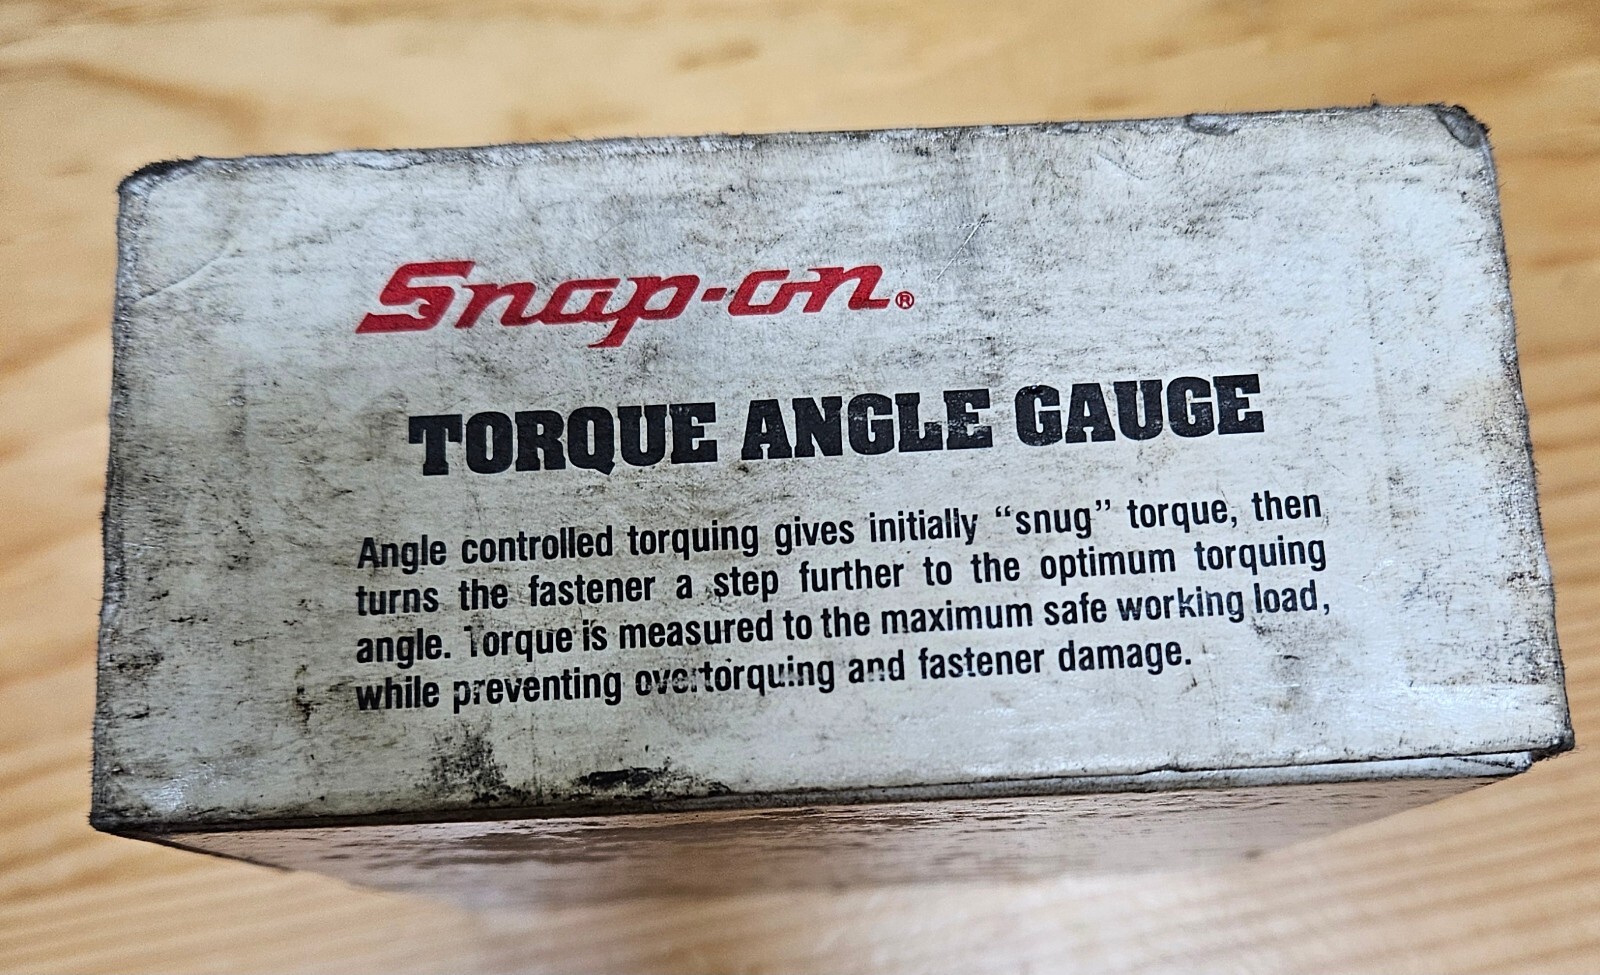 Snap-on®
TORQUE ANGLE GAUGE
Angle controlled torquing gives initially “snug” torque, then
turns the fastener a step further to the optimum torquing
angle. Torque is measured to the maximum safe working load,
while preventing overtorquing and fastener damage.